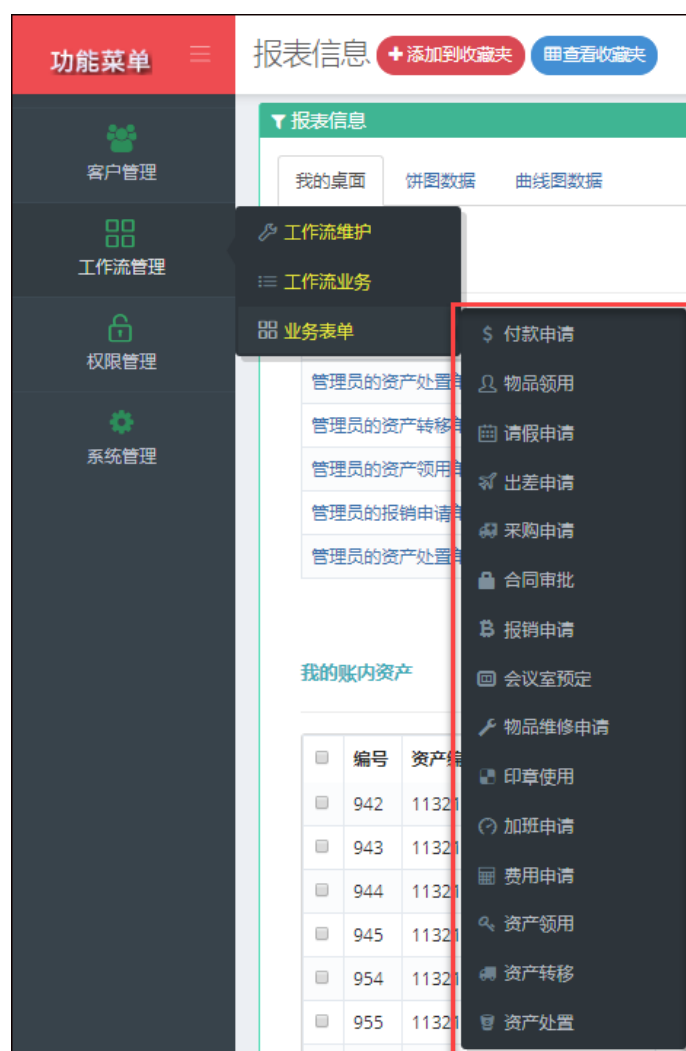 功能菜单
报表信息
添加到收藏夹
查看收藏夹
报表信息
客户管理
我的桌面
饼图数据
曲线图数据
工作流管理
工作流维护
工作流业务
业务表单
权限管理
系统管理
付款申请
物品领用
请假申请
出差申请
采购申请
合同审批
报销申请
会议室预定
物品维修申请
印章使用
加班申请
费用申请
资产领用
资产转移
资产处置
管理员的资产处置
管理员的资产转移
管理员的资产领用
管理员的报销申请
管理员的资产处置
我的账内资产
编号 资产编
942 11321
943 11321
944 11321
945 11321
954 11321
955 11321